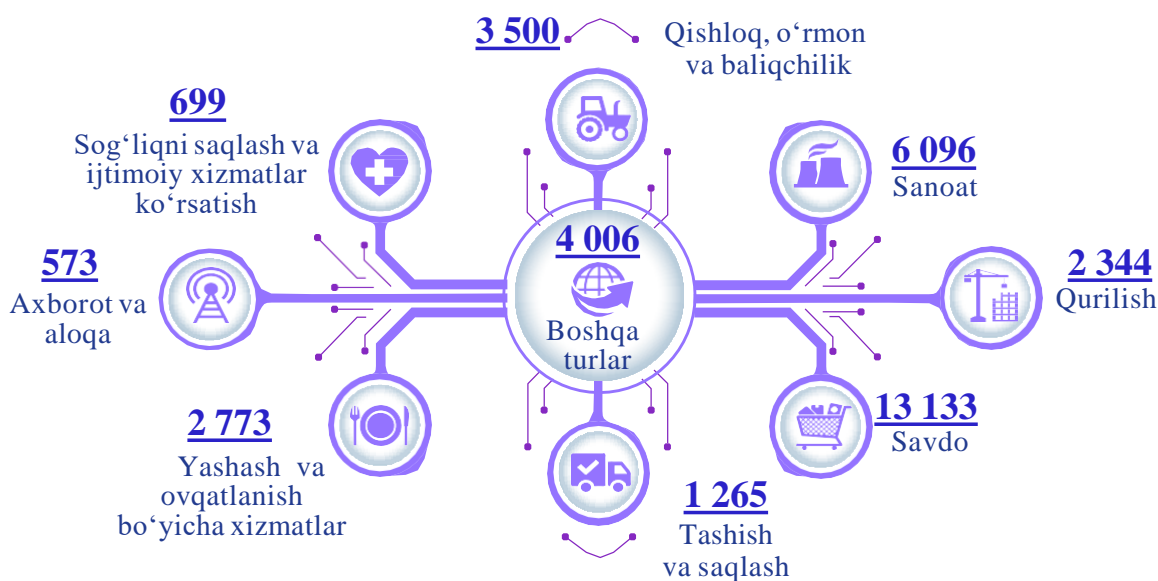 3 500
Qishloq, o‘rmon
va baliqchilik
699
Sog‘liqni saqlash va
ijtimoiy xizmatlar
ko‘rsatish
6 096
Sanoat
573
Axborot va
aloqa
4 006
Boshqa
turlar
2 344
Qurilish
2 773
Yashash va
ovqatlanish
bo‘yicha xizmatlar
13 133
Savdo
1 265
Tashish
va saqlash